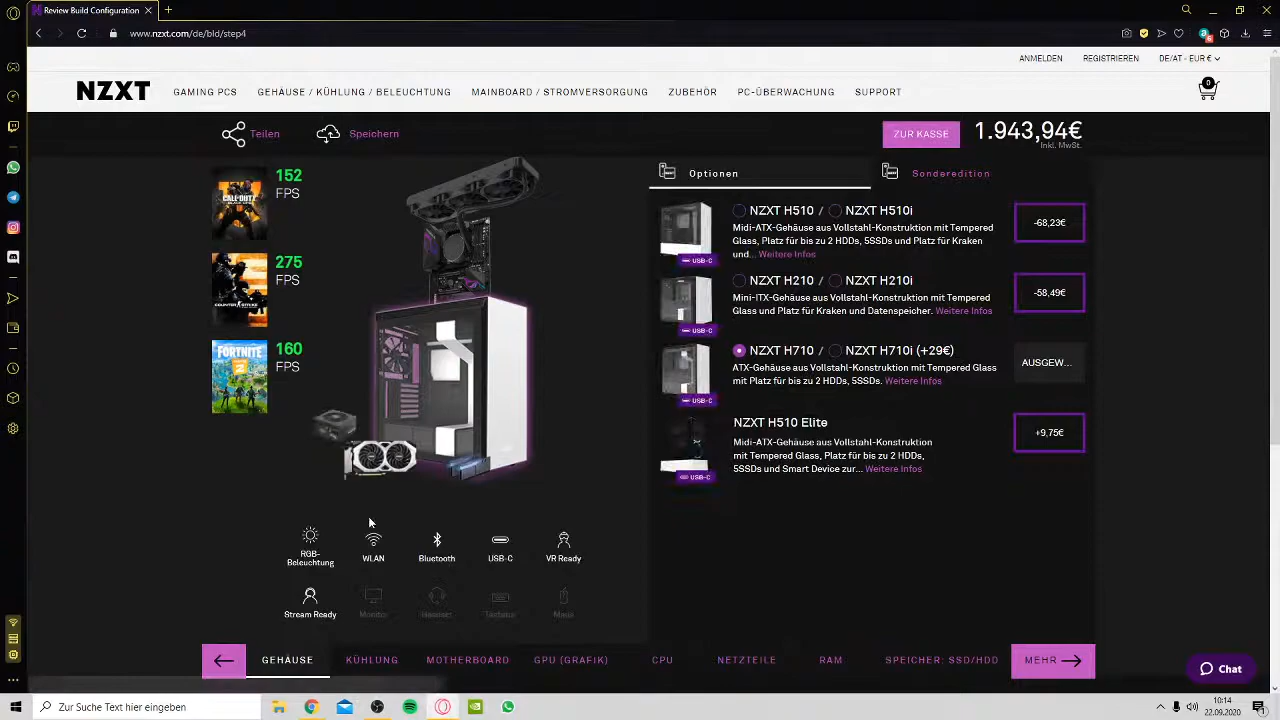 Review Build Configuration
www.nzxt.com/de/bld/step4
ANMELDEN
REGISTRIEREN
DE/AT - EUR €
NZXT
GAMING PCS
GEHÄUSE / KÜHLUNG / BELEUCHTUNG
MAINBOARD / STROMVERSORGUNG
ZUBEHÖR
PC-ÜBERWACHUNG
SUPPORT
0
Teilen
Speichern
ZUR KASSE
1.943,94€
Inkl. MwSt.
152
FPS
275
FPS
FORTNITE
160
FPS
Optionen
Sonderedition
NZXT H510 / NZXT H510i
Midi-ATX-Gehäuse aus Vollstahl-Konstruktion mit Tempered
Glass, Platz für bis zu 2 HDDs, 5SSDs und Platz für Kraken
und... Weitere Infos
USB-C
-68,23€
NZXT H210 / NZXT H210i
Mini-ITX-Gehäuse aus Vollstahl-Konstruktion mit Tempered
Glass und Platz für Kraken und Datenspeicher. Weitere Infos
USB-C
-58,49€
NZXT H710 / NZXT H710i (+29€)
ATX-Gehäuse aus Vollstahl-Konstruktion mit Tempered Glass
mit Platz für bis zu 2 HDDs, 5SSDs. Weitere Infos
USB-C
AUSGEW...
NZXT H510 Elite
Midi-ATX-Gehäuse aus Vollstahl-Konstruktion
mit Tempered Glass, Platz für bis zu 2 HDDs,
5SSDs und Smart Device zur... Weitere Infos
USB-C
+9,75€
RGB-
Beleuchtung
WLAN
Bluetooth
USB-C
VR Ready
Stream Ready
Monitor
Headset
Tastatur
Maus
GEHÄUSE
KÜHLUNG
MOTHERBOARD
GPU (GRAFIK)
CPU
NETZTEILE
RAM
SPEICHER: SSD/HDD
MEHR
Chat
Zur Suche Text hier eingeben
10:14
22.09.2020